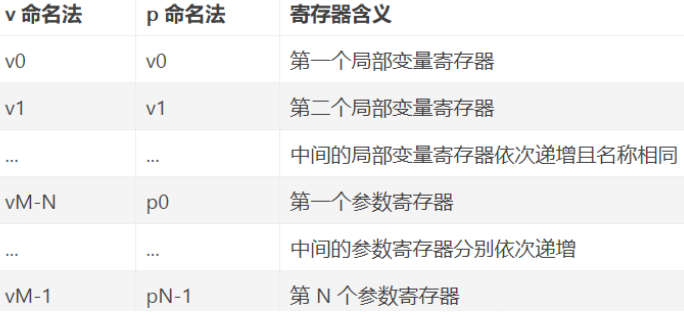 v 命名法 p 命名法 寄存器含义
v0 v0 第一个局部变量寄存器
v1 v1 第二个局部变量寄存器
... ... 中间的局部变量寄存器依次递增且名称相同
vM-N p0 第一个参数寄存器
... ... 中间的参数寄存器分别依次递增
vM-1 pN-1 第 N 个参数寄存器